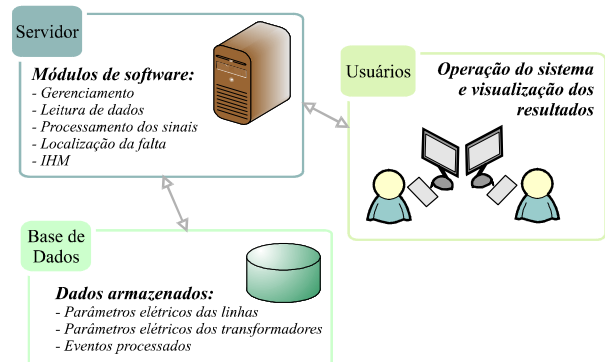 Servidor
Módulos de software:
- Gerenciamento
- Leitura de dados
- Processamento dos sinais
- Localização da falta
- IHM
Usuários
Operação do sistema
e visualização dos
resultados
Base de
Dados
Dados armazenados:
- Parâmetros elétricos das linhas
- Parâmetros elétricos dos transformadores
- Eventos processados